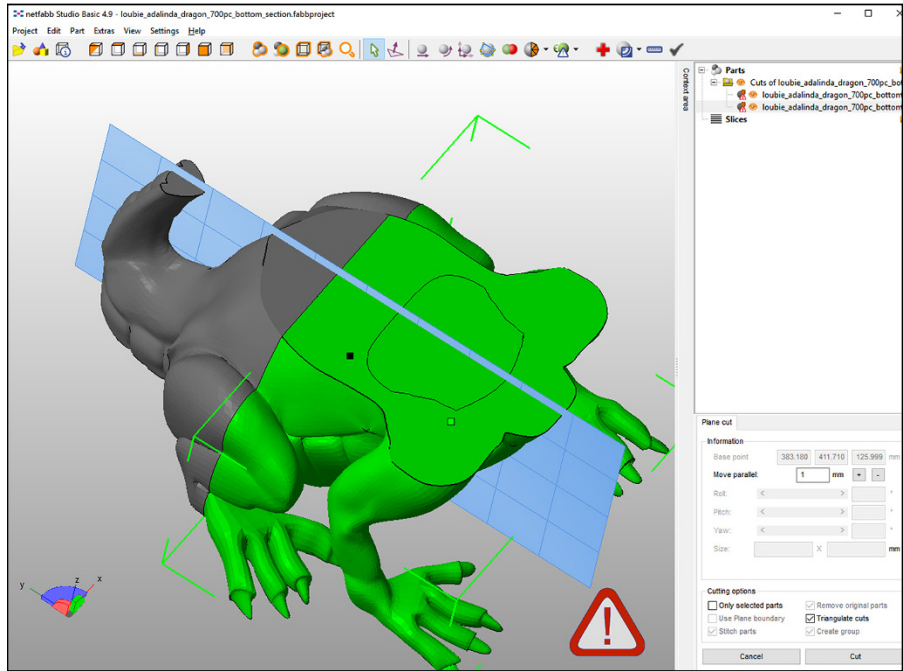 netfabb Studio Basic 4.9 - loubie_adalinda_dragon_700pc_bottom_section.fabbproject
Project Edit Part Extras View Settings Help
Context area
Parts
Cuts of loubie_adalinda_dragon_700pc_bo
loubie_adalinda_dragon_700pc_bottom
loubie_adalinda_dragon_700pc_bottom
Slices
y z x
Plane cut
Information
Base point 383.180 411.710 125.999 mm
Move parallel: 1 mm + -
Roll: < > °
Pitch: < > °
Yaw: < > °
Size: X mm
Cutting options
Only selected parts Remove original parts
Use Plane boundary Triangulate cuts
Stitch parts Create group
Cancel Cut